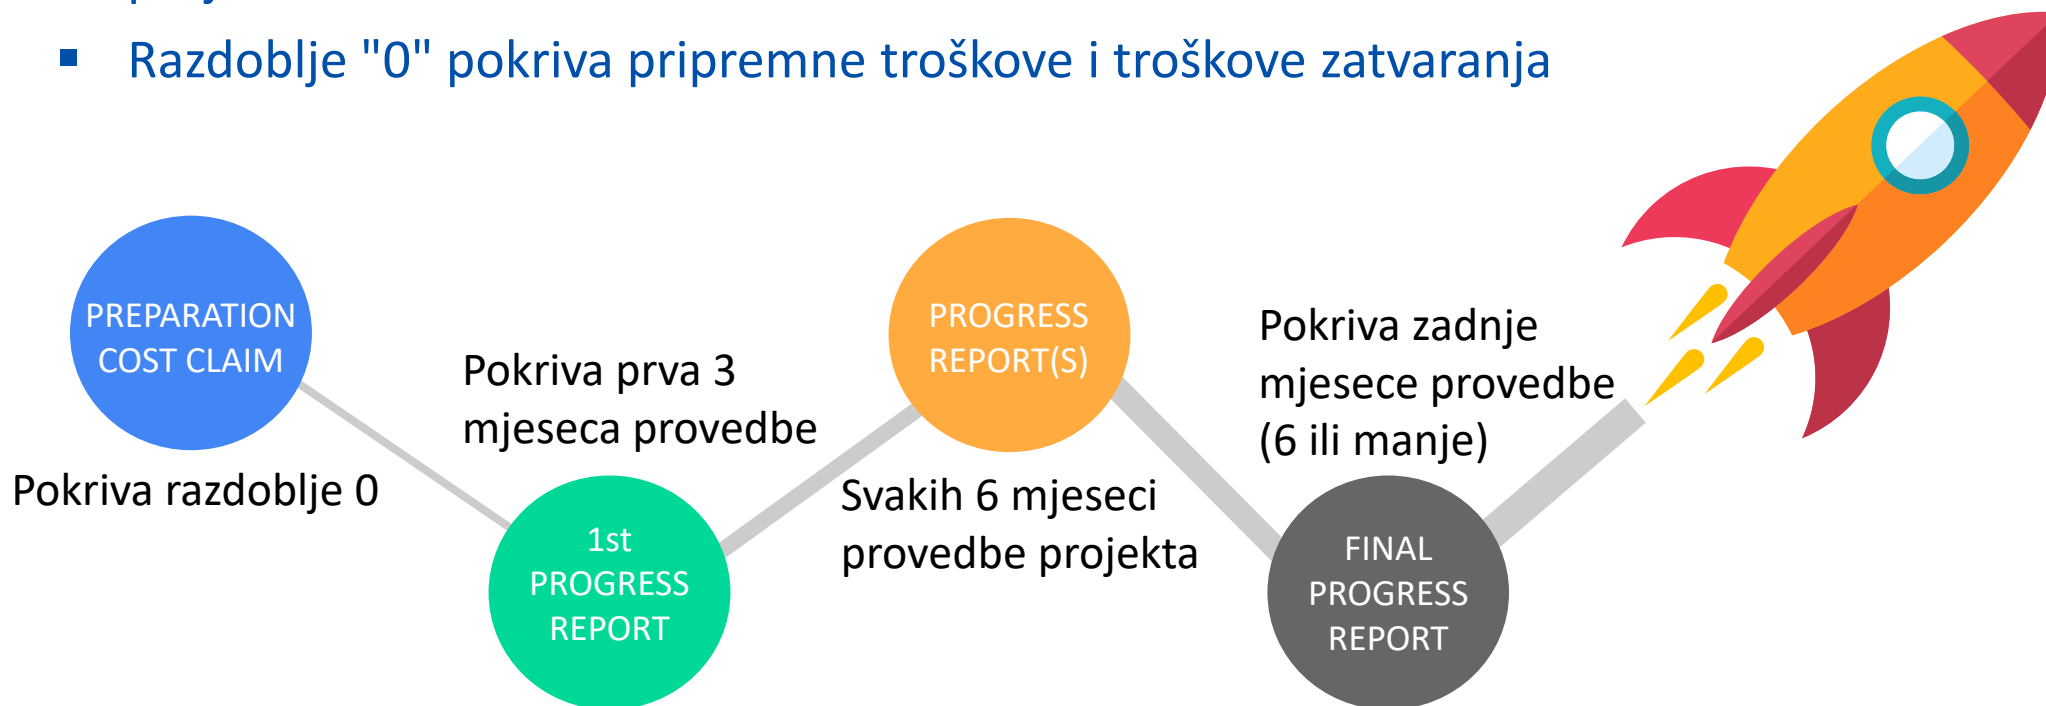 Razdoblje "0" pokriva pripremne troškove i troškove zatvaranja
PREPARATION
COST CLAIM
Pokriva razdoblje 0
Pokriva prva 3
mjeseca provedbe
1st
PROGRESS
REPORT
PROGRESS
REPORT(S)
Svakih 6 mjeseci
provedbe projekta
Pokriva zadnje
mjesece provedbe
(6 ili manje)
FINAL
PROGRESS
REPORT